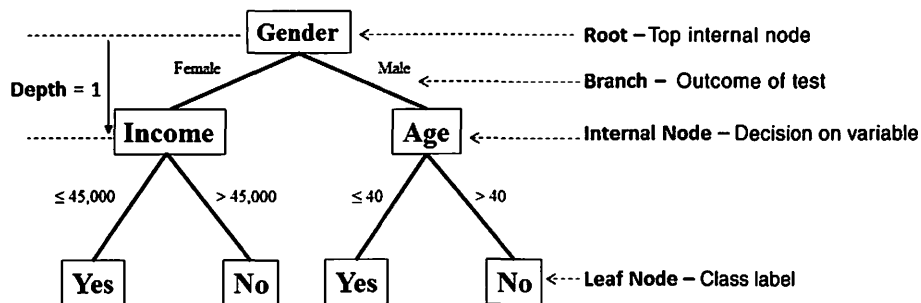 Gender
Root – Top internal node
Female
Male
Branch – Outcome of test
Depth = 1
Income
Age
Internal Node – Decision on variable
≤ 45,000
> 45,000
≤ 40
> 40
Yes
No
Yes
No
Leaf Node – Class label